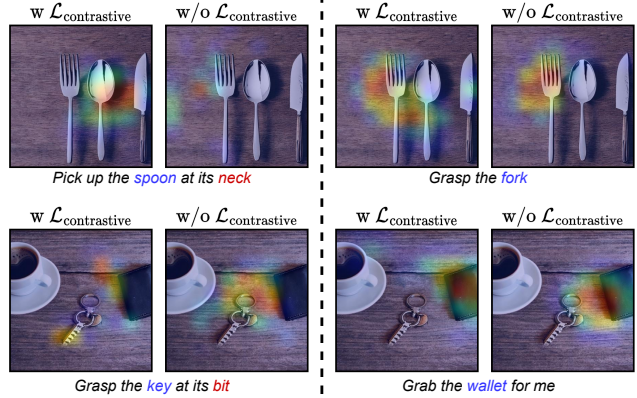 w ℒcontrastive w/o ℒcontrastive w ℒcontrastive w/o ℒcontrastive
Pick up the spoon at its neck Grasp the fork
w ℒcontrastive w/o ℒcontrastive w ℒcontrastive w/o ℒcontrastive
Grasp the key at its bit Grab the wallet for me